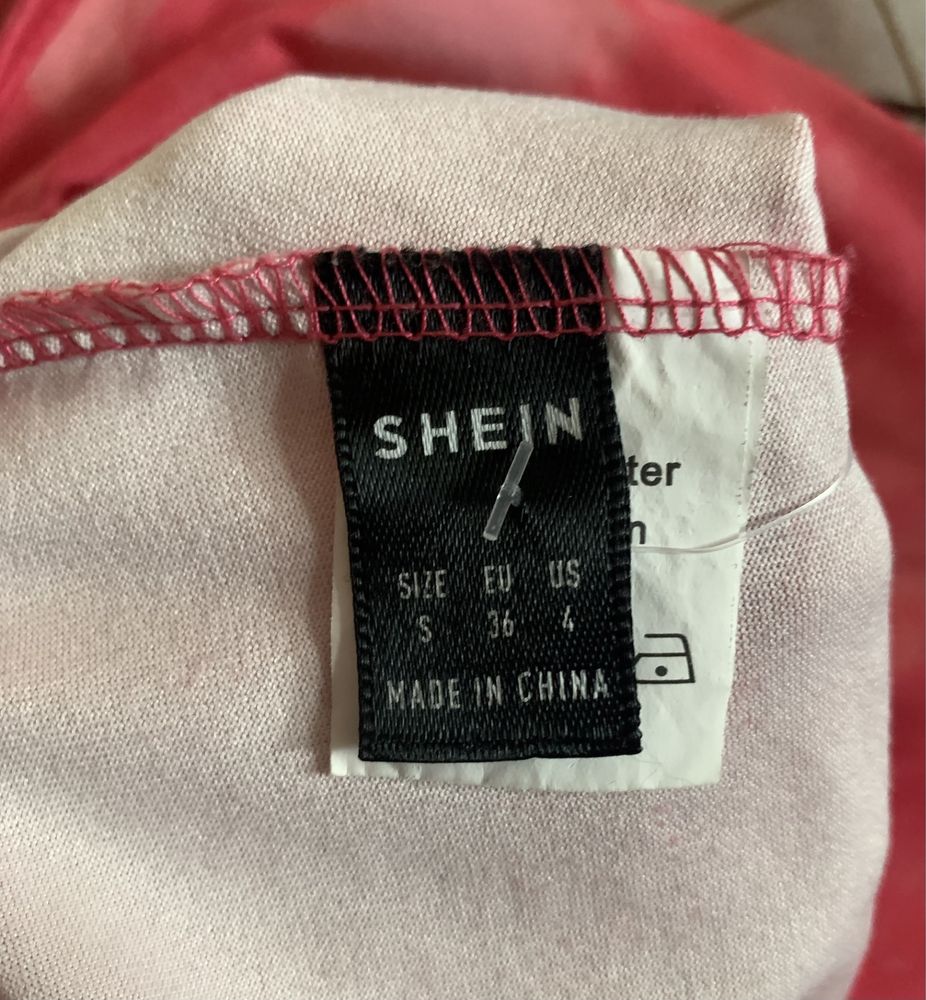 SHEIN
SIZE EU US
S 36 4
MADE IN CHINA
ter
n